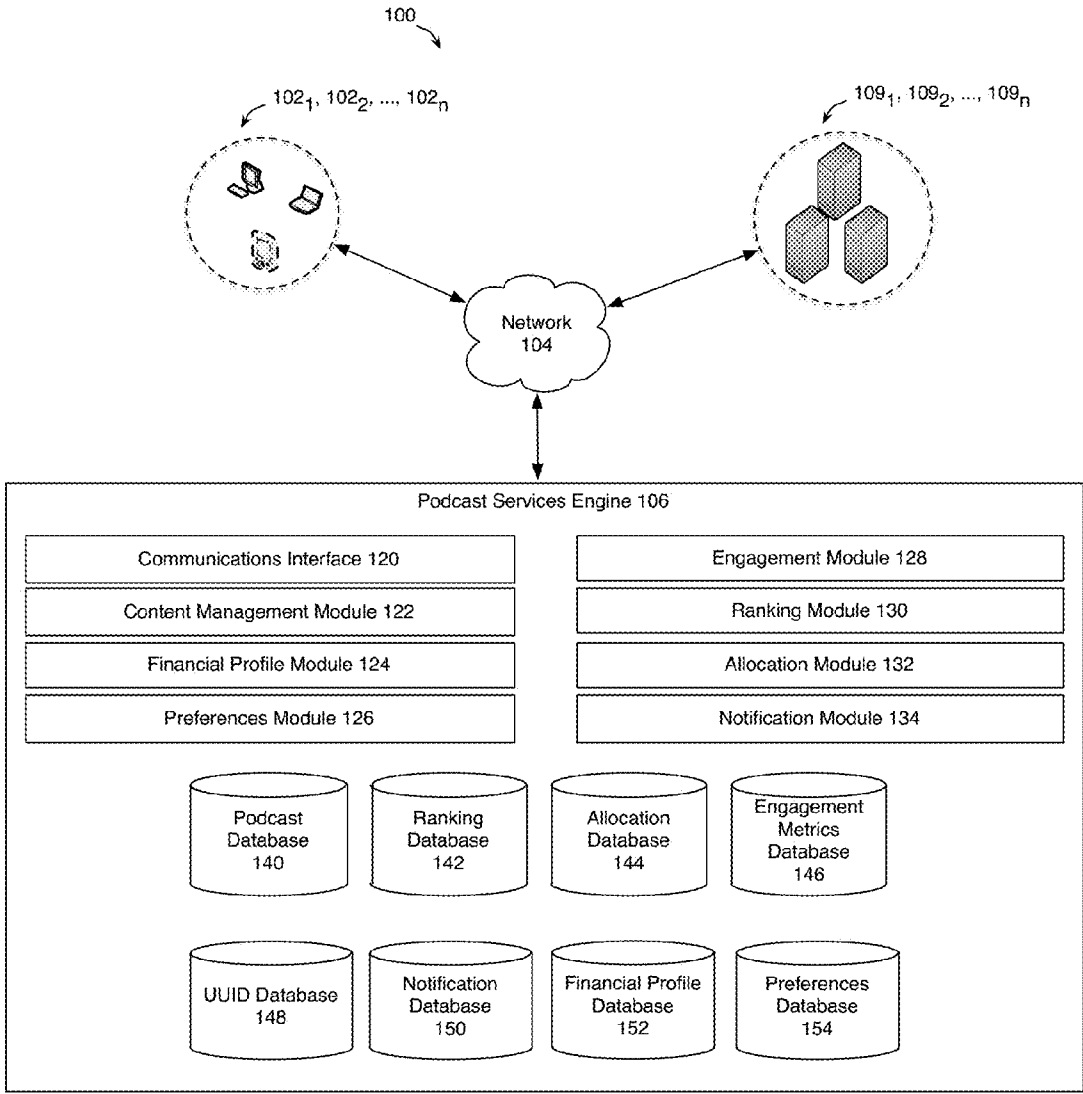 100
102₁, 102₂, ..., 102ₙ
109₁, 109₂, ..., 109ₙ
Network
104
Podcast Services Engine 106
Communications Interface 120
Content Management Module 122
Financial Profile Module 124
Preferences Module 126
Engagement Module 128
Ranking Module 130
Allocation Module 132
Notification Module 134
Podcast
Database
140
Ranking
Database
142
Allocation
Database
144
Engagement
Metrics
Database
146
UUID Database
148
Notification
Database
150
Financial Profile
Database
152
Preferences
Database
154